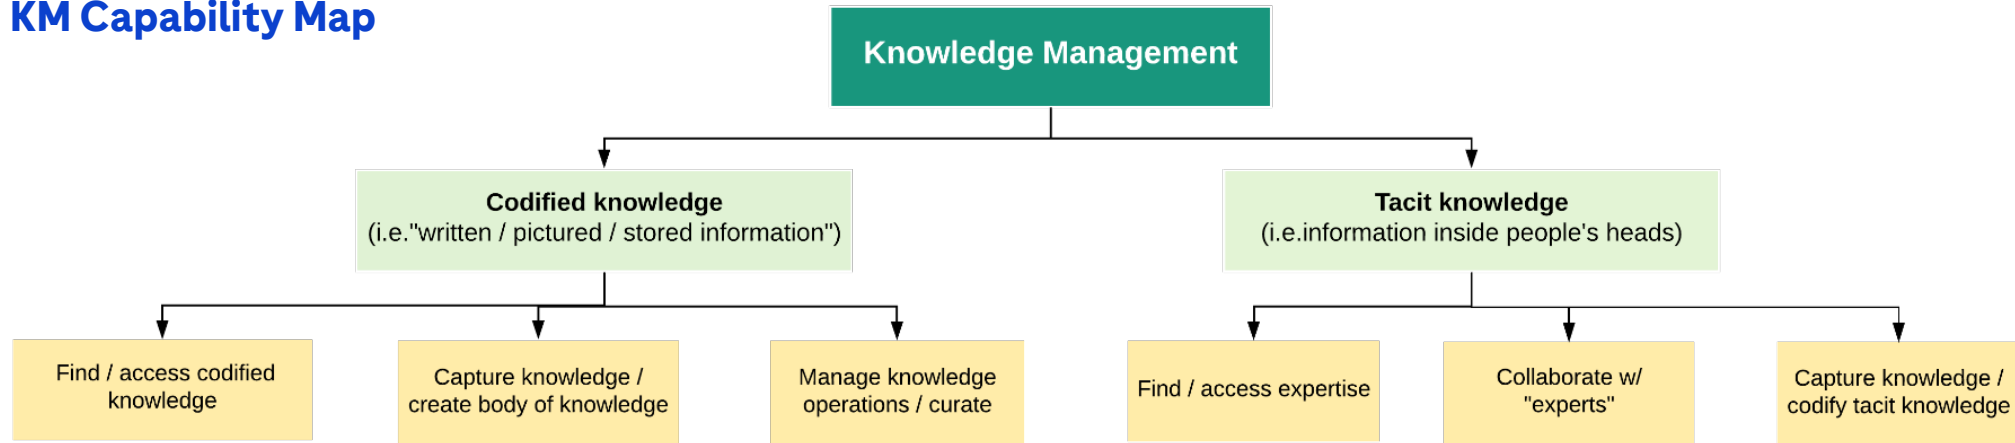 KM Capability Map
Knowledge Management
Codified knowledge
(i.e."written / pictured / stored information")
Tacit knowledge
(i.e.information inside people's heads)
Find / access codified
knowledge
Capture knowledge /
create body of knowledge
Manage knowledge
operations / curate
Find / access expertise
Collaborate w/
"experts"
Capture knowledge /
codify tacit knowledge